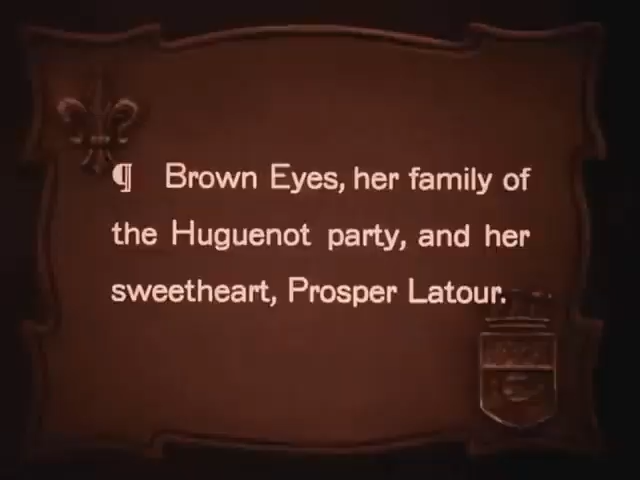 ¶ Brown Eyes, her family of
the Huguenot party, and her
sweetheart, Prosper Latour.